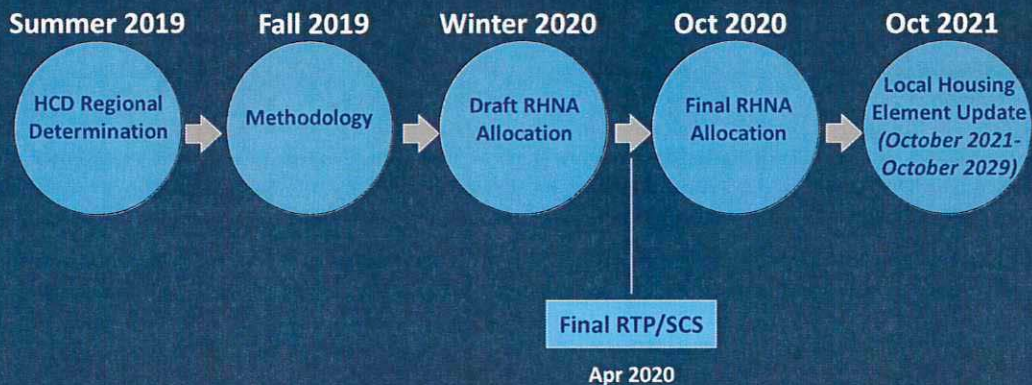 Summer 2019
Fall 2019
Winter 2020
Oct 2020
Oct 2021
HCD Regional
Determination
Methodology
Draft RHNA
Allocation
Final RHNA
Allocation
Local Housing
Element Update
(October 2021-
October 2029)
Final RTP/SCS
Apr 2020